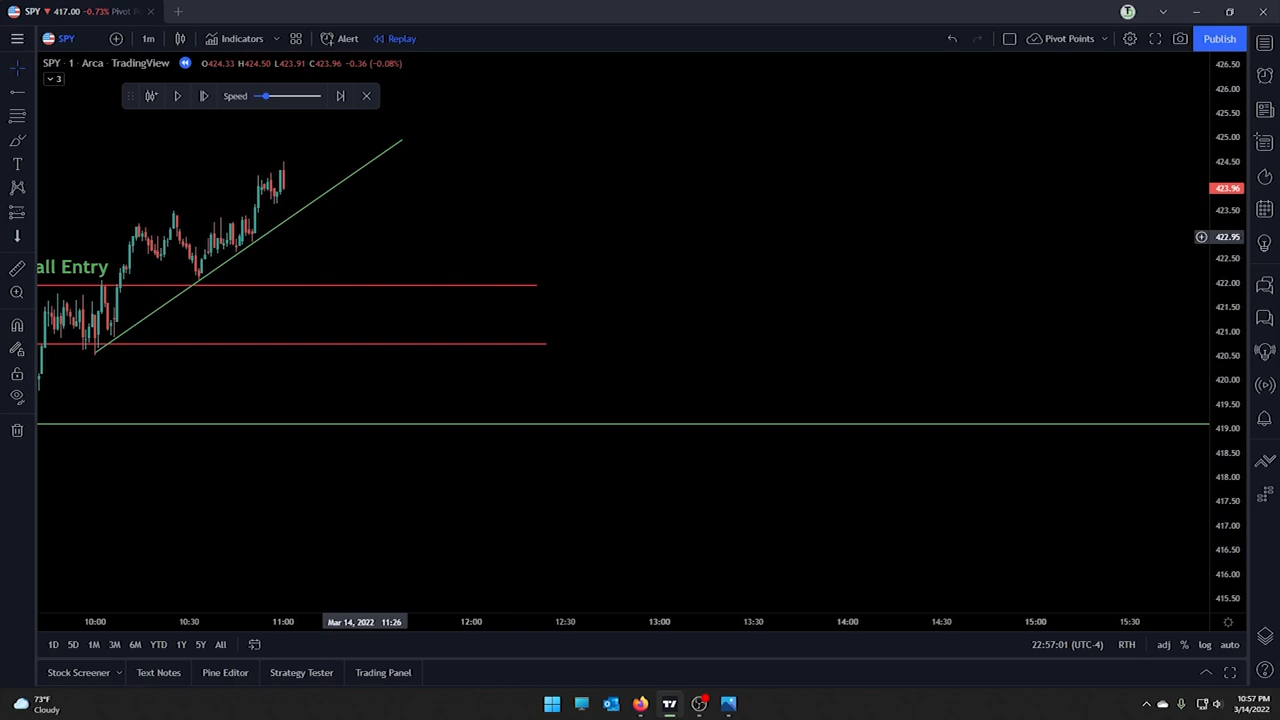 SPY 417.00 -0.73% Pivot P
SPY 1m Indicators Alert Replay Pivot Points Publish
SPY · 1 · Arca · TradingView O424.33 H424.50 L423.91 C423.96 -0.36 (-0.08%)
3
Speed
426.50
426.00
425.50
425.00
424.50
423.96
423.50
422.95
422.50
422.00
421.50
421.00
420.50
420.00
419.50
419.00
418.50
418.00
417.50
417.00
416.50
416.00
415.50
all Entry
10:00 10:30 11:00 Mar 14, 2022 11:26 12:00 12:30 13:00 13:30 14:00 14:30 15:00 15:30
1D 5D 1M 3M 6M YTD 1Y 5Y All 22:57:01 (UTC-4) RTH adj % log auto
Stock Screener Text Notes Pine Editor Strategy Tester Trading Panel
73°F
Cloudy
10:57 PM
3/14/2022